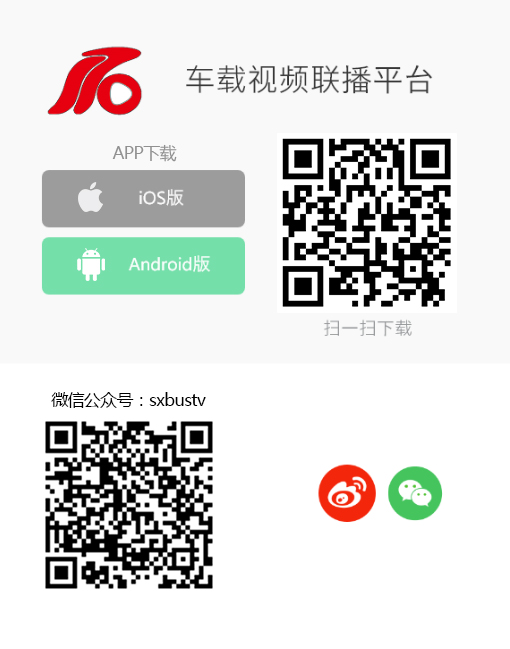 车载视频联播平台
APP下载
iOS版
Android版
扫一扫下载
微信公众号：sxbustv